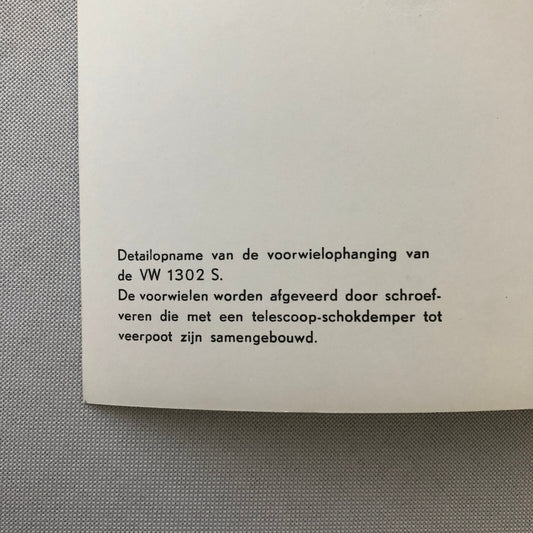 Detailopname van de voorwielophanging van
de VW 1302 S.
De voorwielen worden afgeveerd door schroef-
veren die met een telescoop-schokdemper tot
veerpoot zijn samengebouwd.